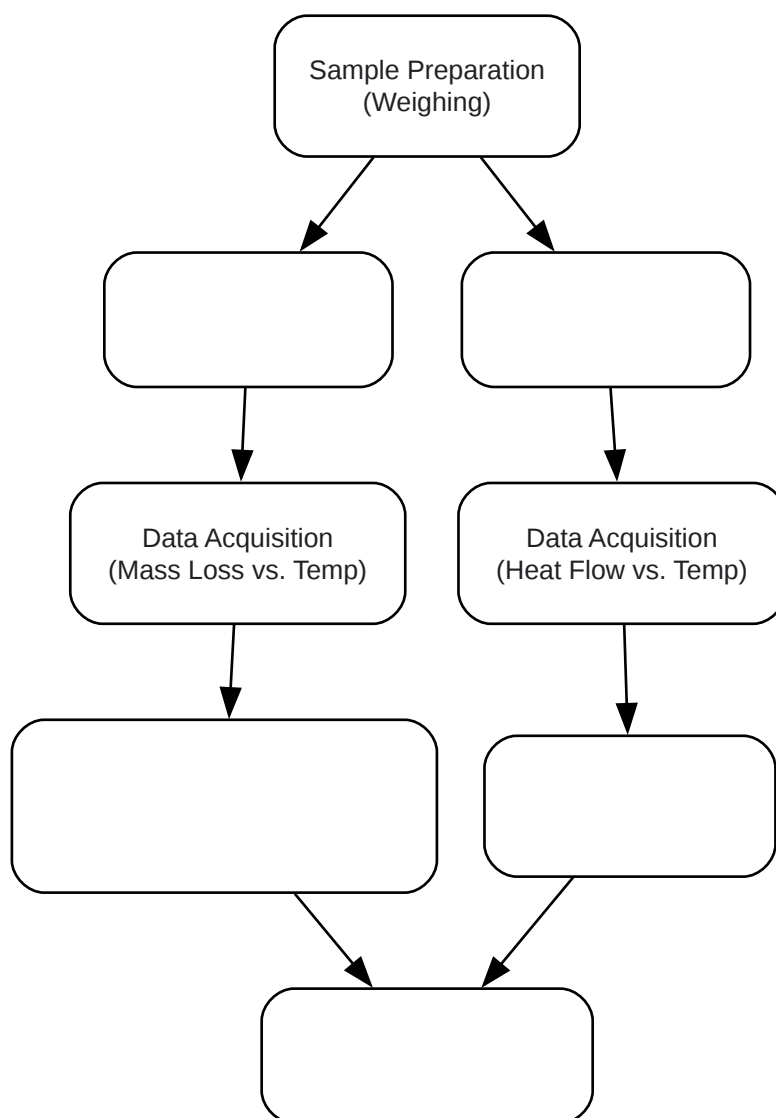 Sample Preparation
(Weighing)
Data Acquisition
(Mass Loss vs. Temp)
Data Acquisition
(Heat Flow vs. Temp)